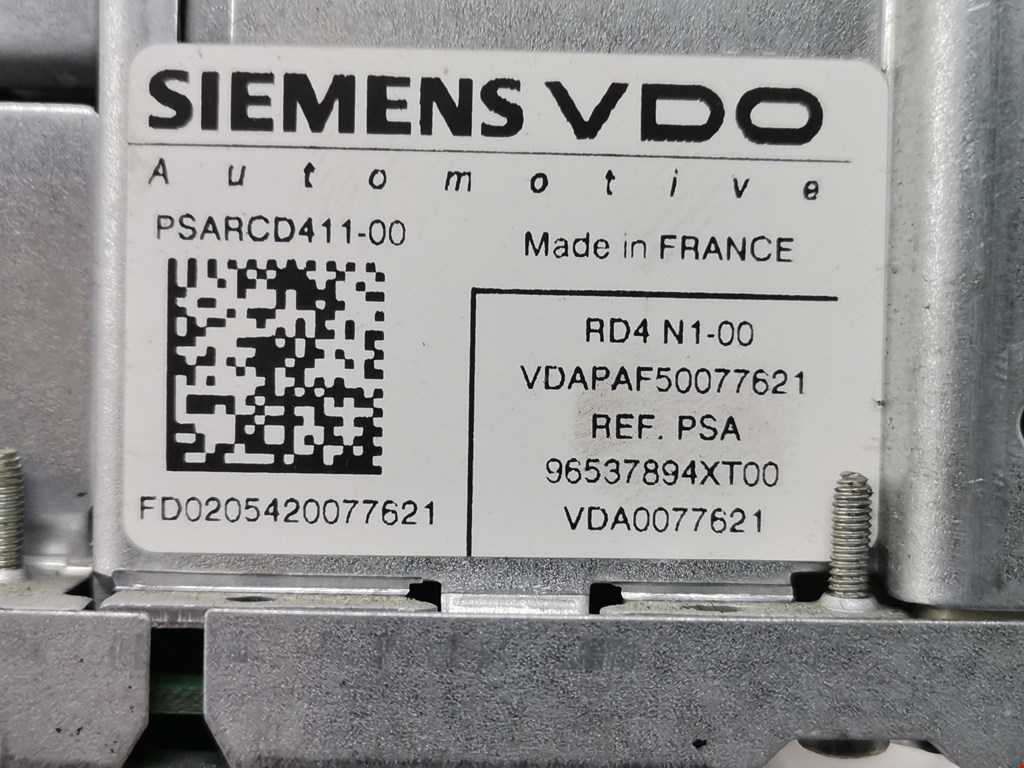 SIEMENS VDO
Automotive
PSARCD411-00
Made in FRANCE
RD4 N1-00
VDAPAF50077621
REF. PSA
96537894XT00
VDA0077621
FD0205420077621